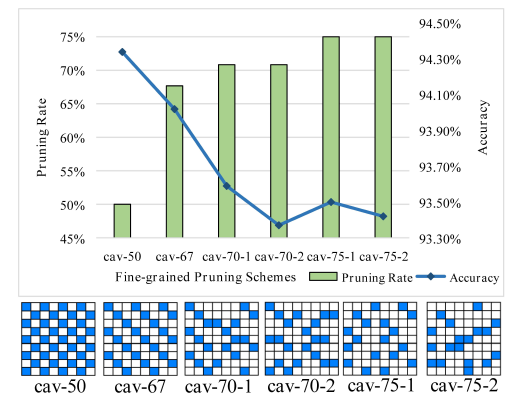 94.50%
75%
94.30%
70%
94.10%
65%
93.90%
60%
93.70%
55%
50%
93.50%
45%
93.30%
Pruning Rate
Accuracy
cav-50 cav-67 cav-70-1 cav-70-2 cav-75-1 cav-75-2
Fine-grained Pruning Schemes
Pruning Rate
Accuracy
cav-50 cav-67 cav-70-1 cav-70-2 cav-75-1 cav-75-2